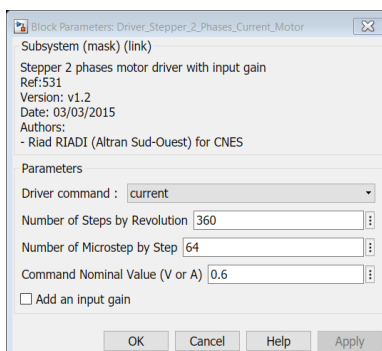 Block Parameters: Driver_Stepper_2_Phases_Current_Motor
Subsystem (mask) (link)
Stepper 2 phases motor driver with input gain
Ref:531
Version: v1.2
Date: 03/03/2015
Authors:
- Riad RIADI (Altran Sud-Ouest) for CNES
Parameters
Driver command : current
Number of Steps by Revolution 360
Number of Microstep by Step 64
Command Nominal Value (V or A) 0.6
Add an input gain
OK Cancel Help Apply